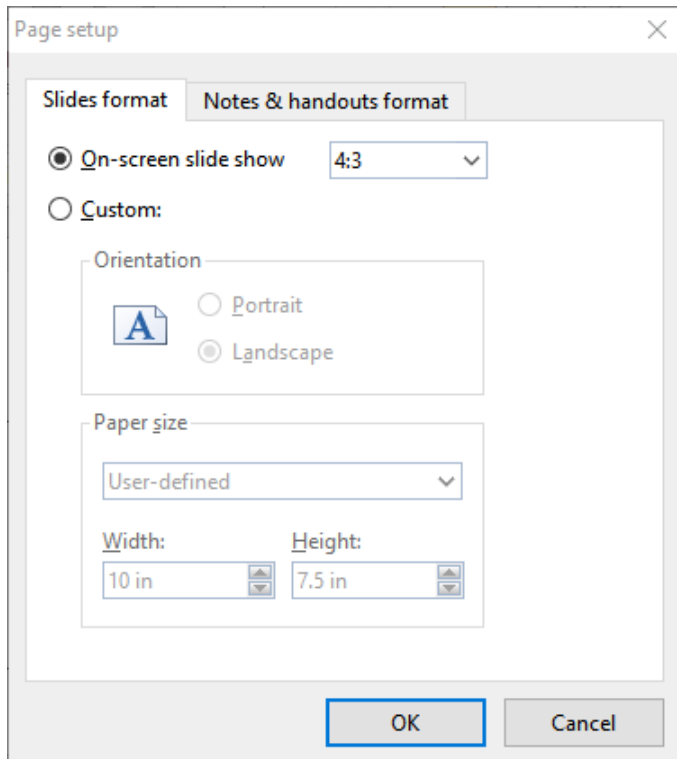 Page setup
Slides format Notes & handouts format
On-screen slide show 4:3
Custom:
Orientation
A
Portrait
Landscape
Paper size
User-defined
Width: Height:
10 in 7.5 in
OK Cancel